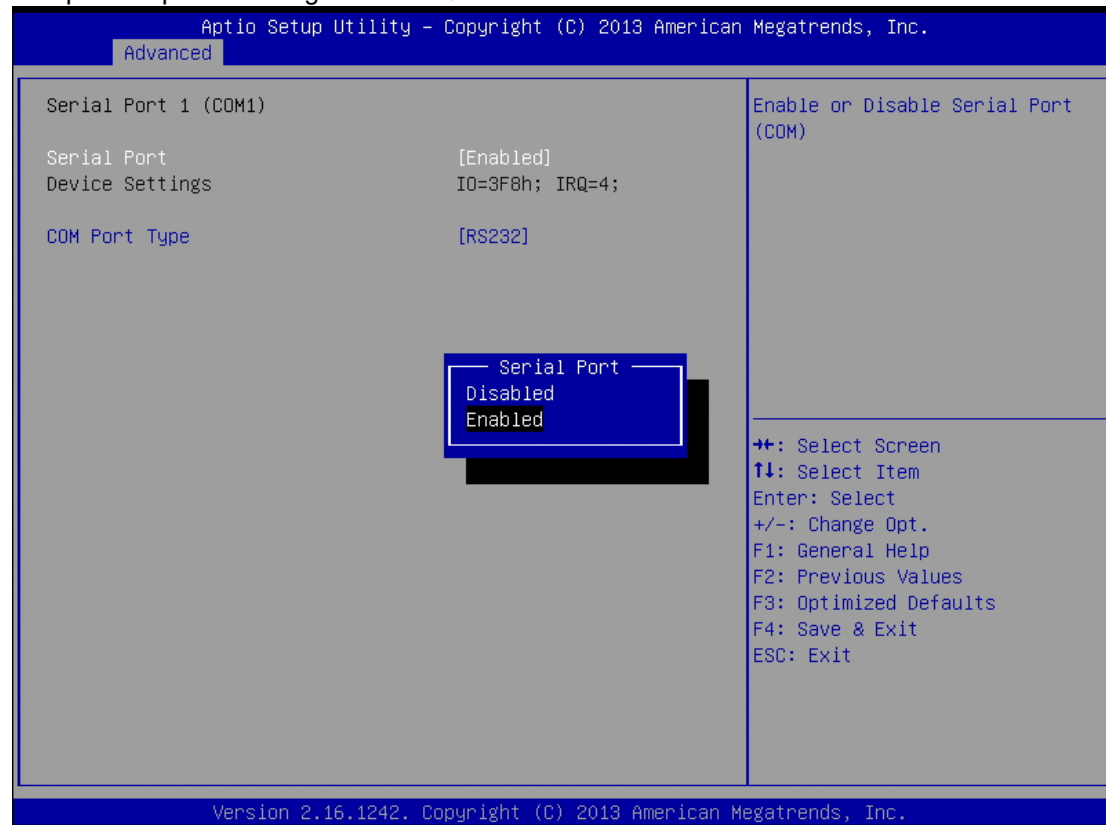 Aptio Setup Utility – Copyright (C) 2013 American Megatrends, Inc.
Advanced
Serial Port 1 (COM1)
Serial Port [Enabled]
Device Settings IO=3F8h; IRQ=4;
COM Port Type [RS232]
Serial Port
Disabled
Enabled
Enable or Disable Serial Port
(COM)
→←: Select Screen
↑↓: Select Item
Enter: Select
+/-: Change Opt.
F1: General Help
F2: Previous Values
F3: Optimized Defaults
F4: Save & Exit
ESC: Exit
Version 2.16.1242. Copyright (C) 2013 American Megatrends, Inc.